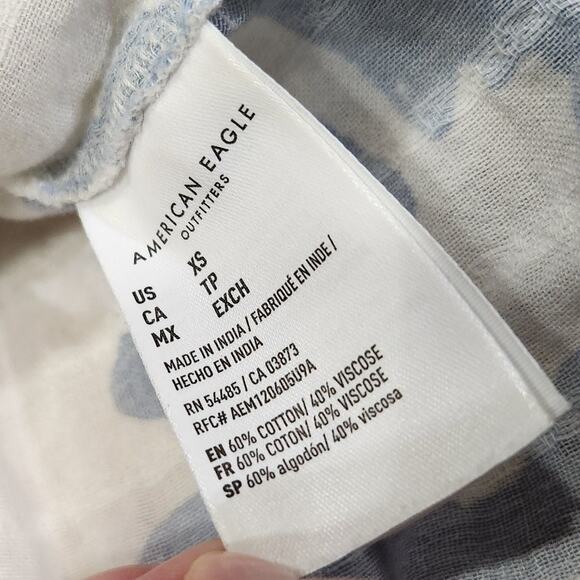 AMERICAN EAGLE
OUTFITTERS
US XS
CA TP
MX EXCH
MADE IN INDIA / FABRIQUÉ EN INDE /
HECHO EN INDIA
RN 54485 / CA 03873
RFC# AEM120605U9A
EN 60% COTTON/ 40% VISCOSE
FR 60% COTON/ 40% VISCOSE
SP 60% algodón/ 40% viscosa